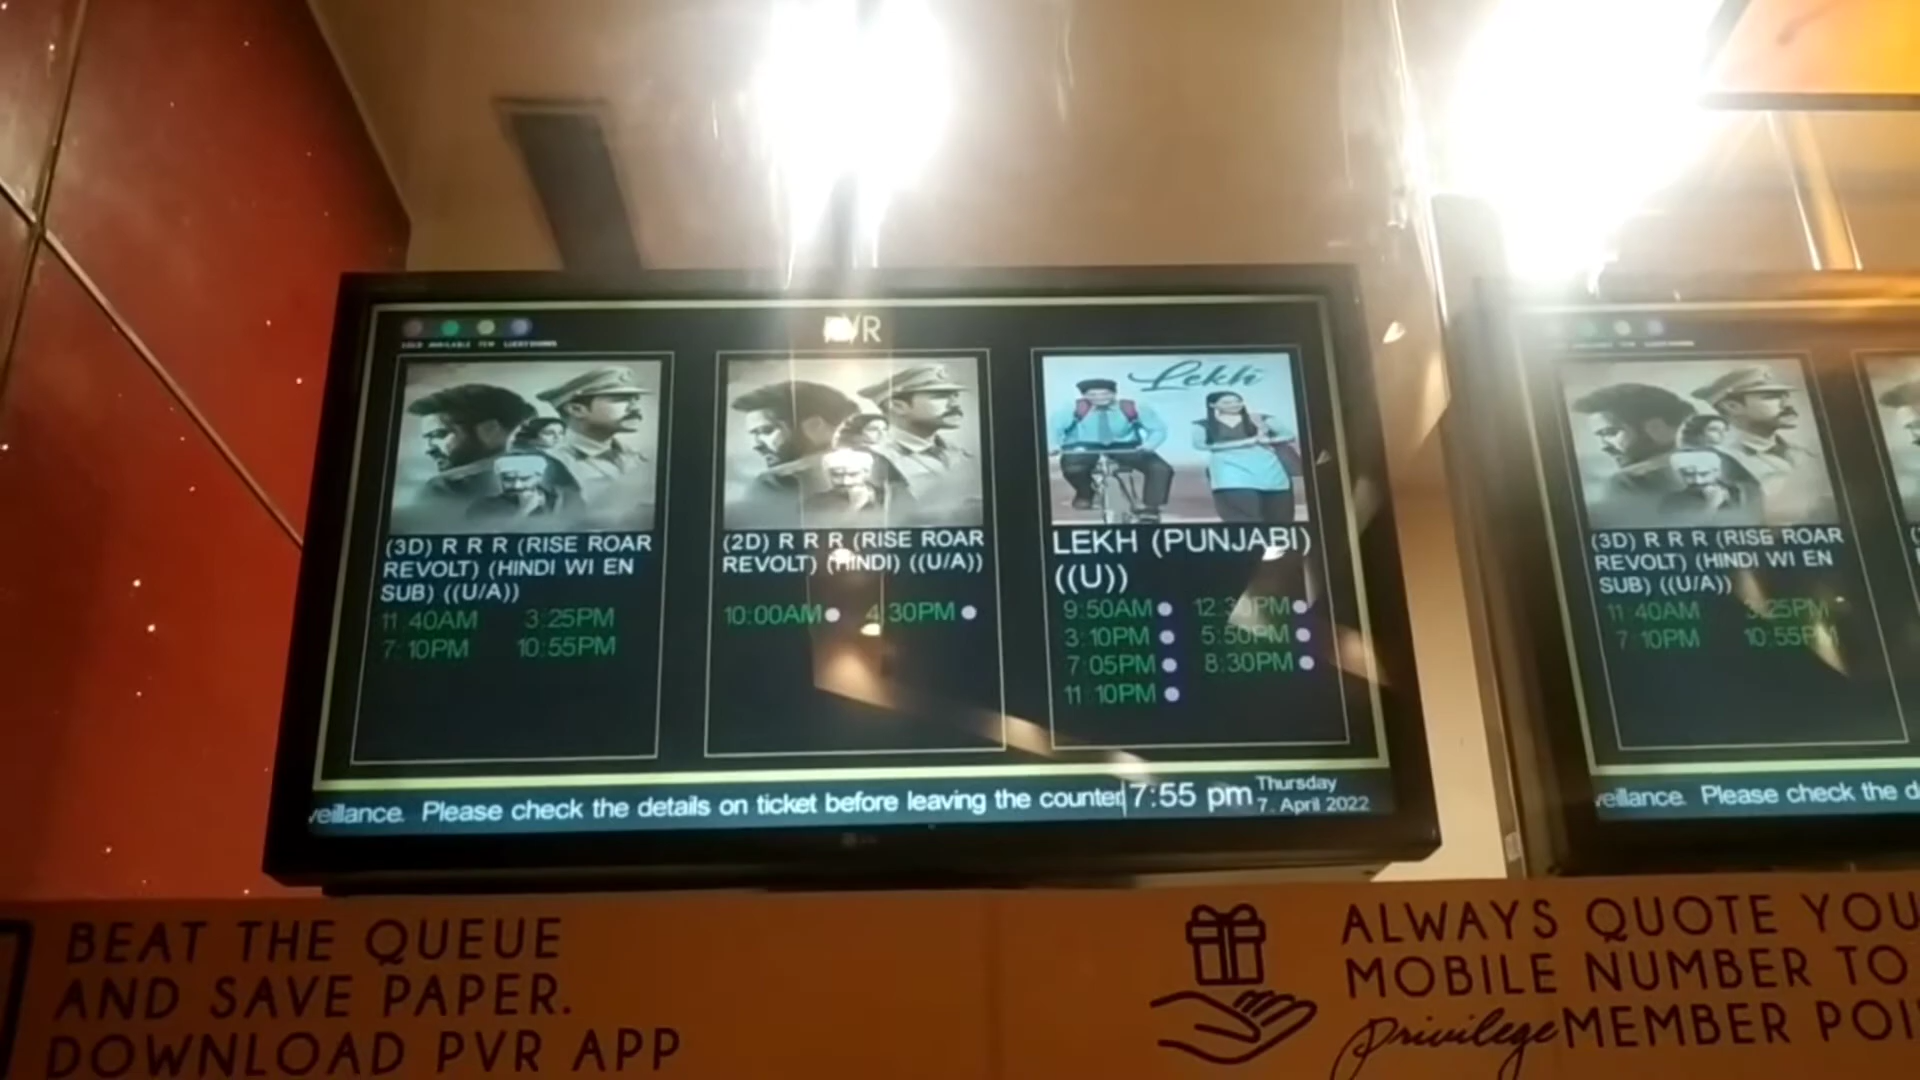 PVR
Lekh
(3D) R R R (RISE ROAR
REVOLT) (HINDI WI EN
SUB) ((U/A))
11:40AM 3:25PM
7:10PM 10:55PM
(2D) R R R (RISE ROAR
REVOLT) (HINDI) ((U/A))
10:00AM 4:30PM
LEKH (PUNJABI)
((U))
9:50AM 12:30PM
3:10PM 5:50PM
7:05PM 8:30PM
11:10PM
veillance. Please check the details on ticket before leaving the counter
7:55 pm
Thursday
7. April 2022
(3D) R R R (RISE ROAR
REVOLT) (HINDI WI EN
SUB) ((U/A))
11:40AM 3:25PM
7:10PM 10:55PM
veillance. Please check the d
BEAT THE QUEUE
AND SAVE PAPER.
DOWNLOAD PVR APP
ALWAYS QUOTE YOU
MOBILE NUMBER TO
Privilege MEMBER POI